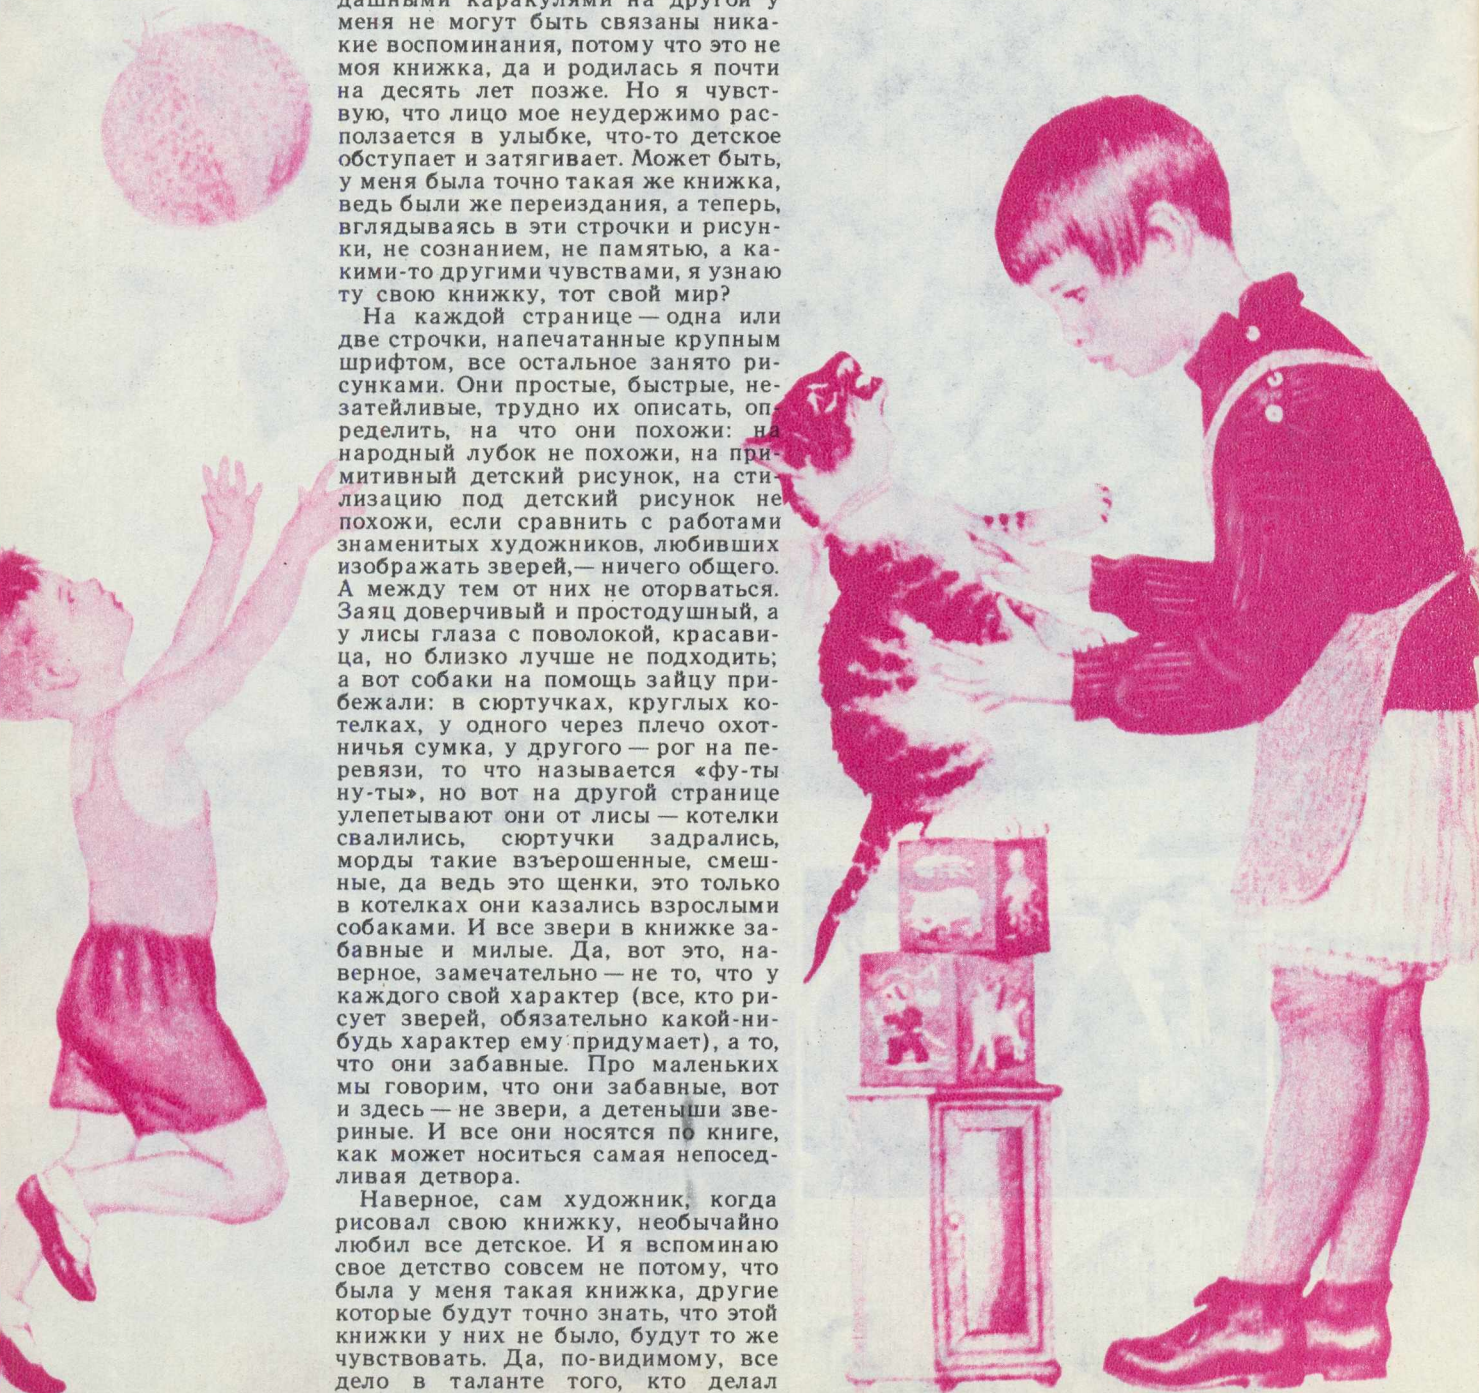 дашными каракулями на другой у
меня не могут быть связаны ника-
кие воспоминания, потому что это не
моя книжка, да и родилась я почти
на десять лет позже. Но я чувст-
вую, что лицо мое неудержимо рас-
ползается в улыбке, что-то детское
обступает и затягивает. Может быть,
у меня была точно такая же книжка,
ведь были же переиздания, а теперь,
вглядываясь в эти строчки и рисун-
ки, не сознанием, не памятью, а ка-
кими-то другими чувствами, я узнаю
ту свою книжку, тот свой мир?
На каждой странице — одна или
две строчки, напечатанные крупным
шрифтом, все остальное занято ри-
сунками. Они простые, быстрые, не-
затейливые, трудно их описать, оп-
ределить, на что они похожи: на
народный лубок не похожи, на при-
митивный детский рисунок, на сти-
лизацию под детский рисунок не
похожи, если сравнить с работами
знаменитых художников, любивших
изображать зверей,— ничего общего.
А между тем от них не оторваться.
Заяц доверчивый и простодушный, а
у лисы глаза с поволокой, красави-
ца, но близко лучше не подходить;
а вот собаки на помощь зайцу при-
бежали: в сюртучках, круглых ко-
телках, у одного через плечо охот-
ничья сумка, у другого — рог на пе-
ревязи, то что называется «фу-ты
ну-ты», но вот на другой странице
улепетывают они от лисы — котелки
свалились, сюртучки задрались,
морды такие взъерошенные, смеш-
ные, да ведь это щенки, это только
в котелках они казались взрослыми
собаками. И все звери в книжке за-
бавные и милые. Да, вот это, на-
верное, замечательно — не то, что у
каждого свой характер (все, кто ри-
сует зверей, обязательно какой-ни-
будь характер ему придумает), а то,
что они забавные. Про маленьких
мы говорим, что они забавные, вот
и здесь — не звери, а детеныши зве-
риные. И все они носятся по книге,
как может носиться самая непосед-
ливая детвора.
Наверное, сам художник, когда
рисовал свою книжку, необычайно
любил все детское. И я вспоминаю
свое детство совсем не потому, что
была у меня такая книжка, другие
которые будут точно знать, что этой
книжки у них не было, будут то же
чувствовать. Да, по-видимому, все
дело в таланте того, кто делал